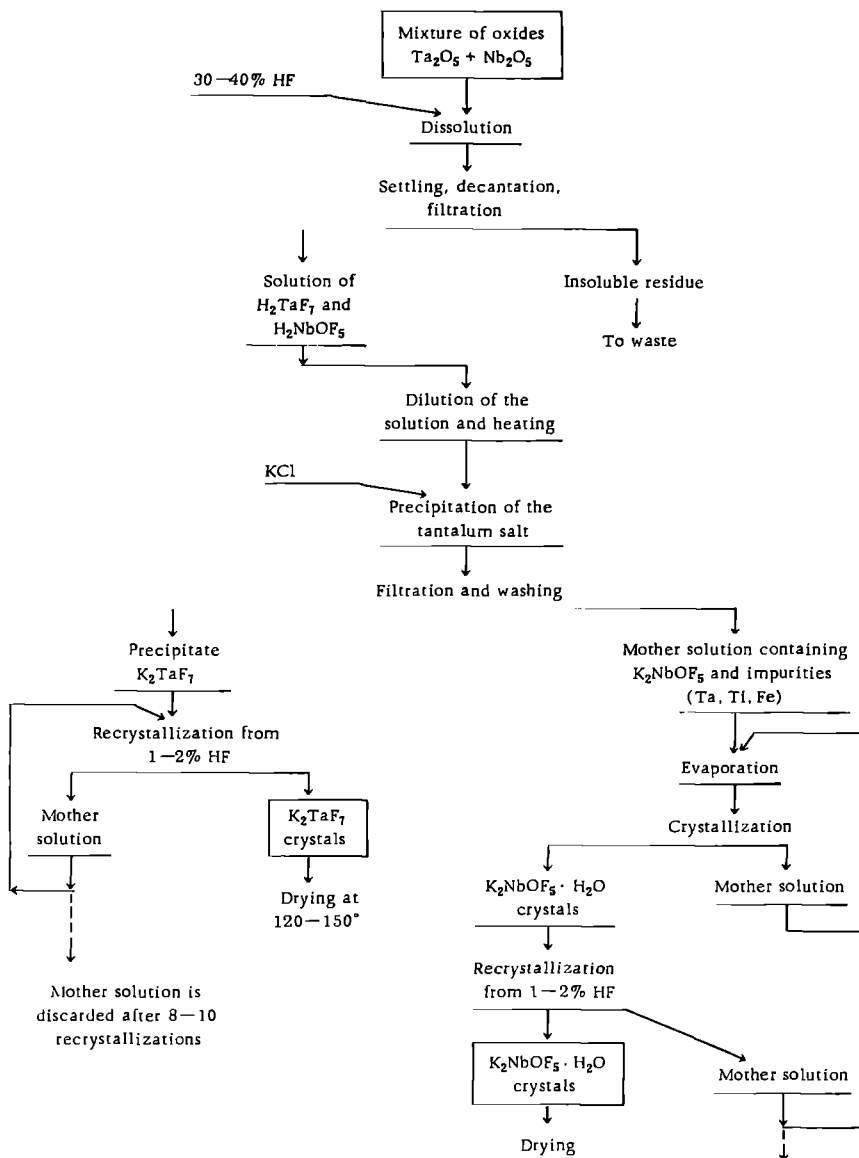 Mixture of oxides
Ta₂O₅ + Nb₂O₅
30—40% HF
Dissolution
Settling, decantation,
filtration
Solution of
H₂TaF₇ and
H₂NbOF₅
Insoluble residue
To waste
Dilution of the
solution and heating
KCl
Precipitation of the
tantalum salt
Filtration and washing
Precipitate
K₂TaF₇
Mother solution containing
K₂NbOF₅ and impurities
(Ta, Ti, Fe)
Recrystallization from
1—2% HF
Evaporation
Mother
solution
K₂TaF₇
crystals
Crystallization
Drying at
120—150°
K₂NbOF₅ · H₂O
crystals
Mother solution
Mother solution is
discarded after 8—10
recrystallizations
Recrystallization
from 1—2% HF
K₂NbOF₅ · H₂O
crystals
Mother solution
Drying